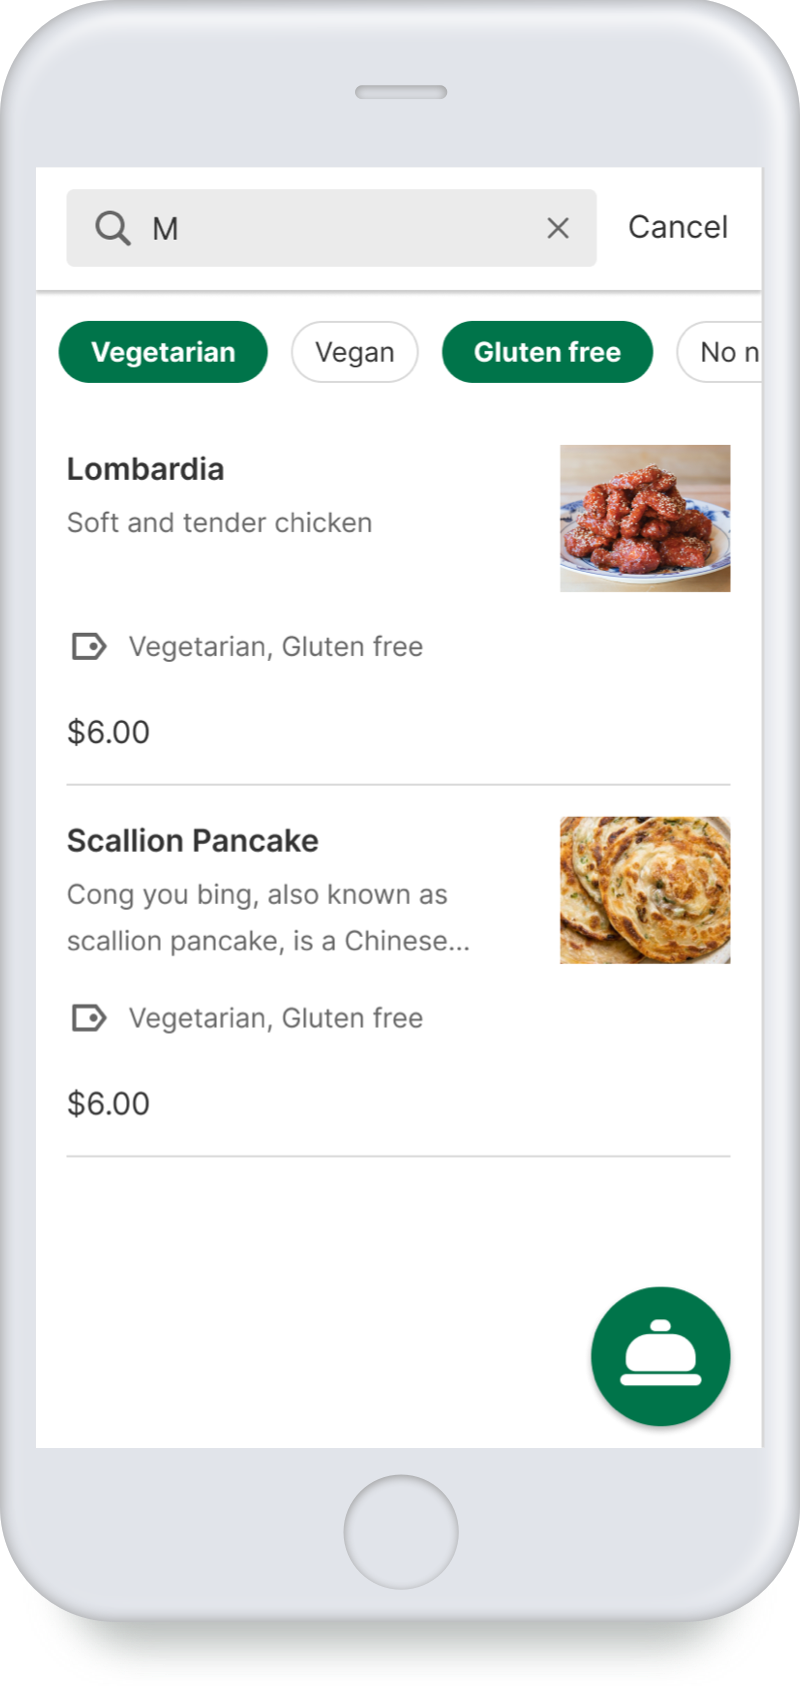 M
Cancel
Vegetarian
Vegan
Gluten free
No n
Lombardia
Soft and tender chicken
Vegetarian, Gluten free
$6.00
Scallion Pancake
Cong you bing, also known as
scallion pancake, is a Chinese...
Vegetarian, Gluten free
$6.00